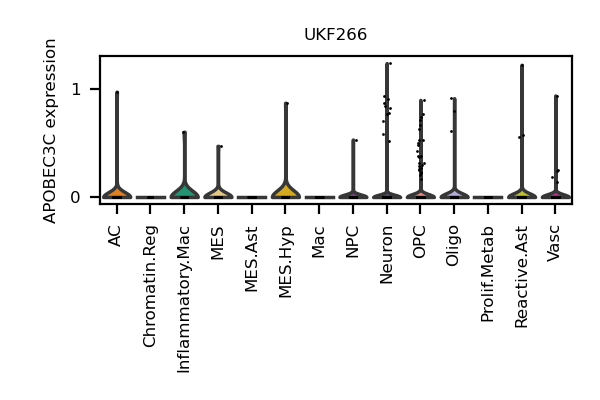 UKF266
APOBEC3C expression
1
0
AC
Chromatin.Reg
Inflammatory.Mac
MES
MES.Ast
MES.Hyp
Mac
NPC
Neuron
OPC
Oligo
Prolif.Metab
Reactive.Ast
Vasc